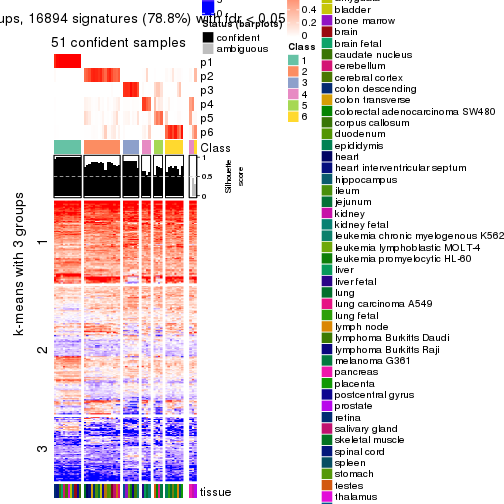 ups, 16894 signatures (78.8%) with fdr < 0.05
51 confident samples
p1
p2
p3
p4
p5
p6
Class
1
0.5
0
Silhouette
score
k-means with 3 groups
1
2
3
tissue
0
Status (barplots)
confident
ambiguous
0.4
0.2
0
Class
1
2
3
4
5
6
bladder
bone marrow
brain
brain fetal
caudate nucleus
cerebellum
cerebral cortex
colon descending
colon transverse
colorectal adenocarcinoma SW480
corpus callosum
duodenum
epididymis
heart
heart interventricular septum
hippocampus
ileum
jejunum
kidney
kidney fetal
leukemia chronic myelogenous K562
leukemia lymphoblastic MOLT-4
leukemia promyelocytic HL-60
liver
liver fetal
lung
lung carcinoma A549
lung fetal
lymph node
lymphoma Burkitts Daudi
lymphoma Burkitts Raji
melanoma G361
pancreas
placenta
postcentral gyrus
prostate
retina
salivary gland
skeletal muscle
spinal cord
spleen
stomach
testes
thalamus